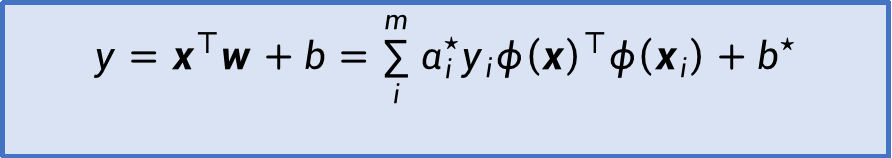 y = x⊤w + b = ∑ᵢᵐ aᵢ⋆yᵢϕ(x)⊤ϕ(xᵢ) + b⋆